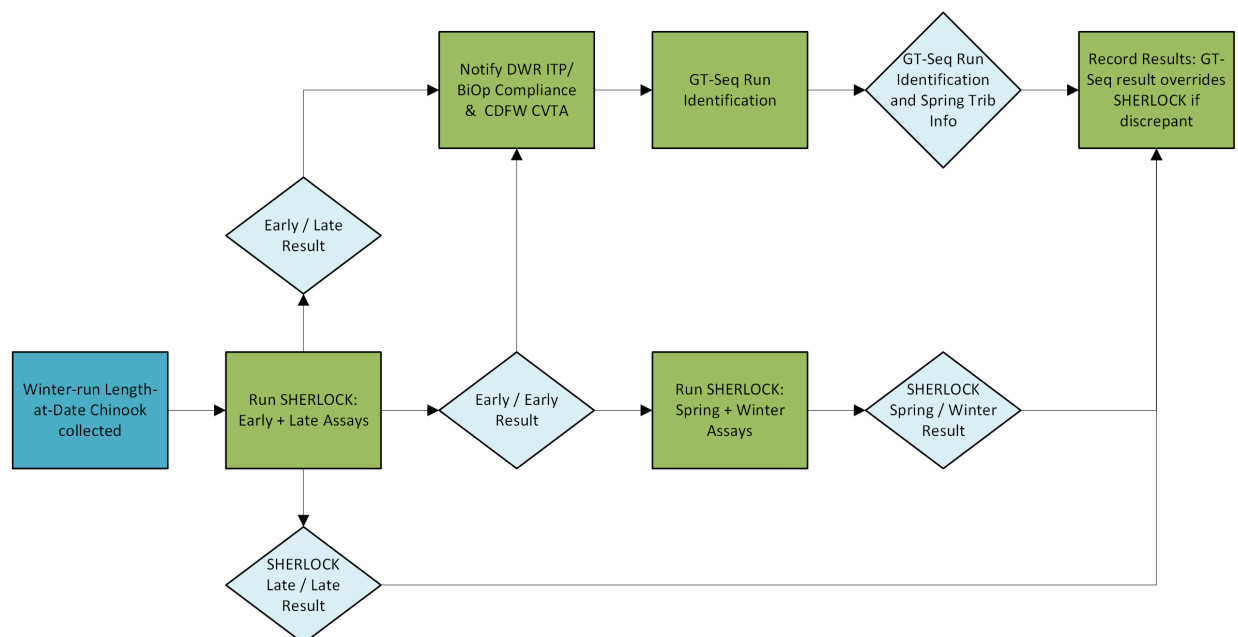 Notify DWR ITP/
BiOp Compliance
& CDFW CVTA
GT-Seq Run
Identification
GT-Seq Run
Identification
and Spring Trib
Info
Record Results: GT-
Seq result overrides
SHERLOCK if
discrepant
Early / Late
Result
Winter-run Length-
at-Date Chinook
collected
Run SHERLOCK:
Early + Late Assays
Early / Early
Result
Run SHERLOCK:
Spring + Winter
Assays
SHERLOCK
Spring / Winter
Result
SHERLOCK
Late / Late
Result